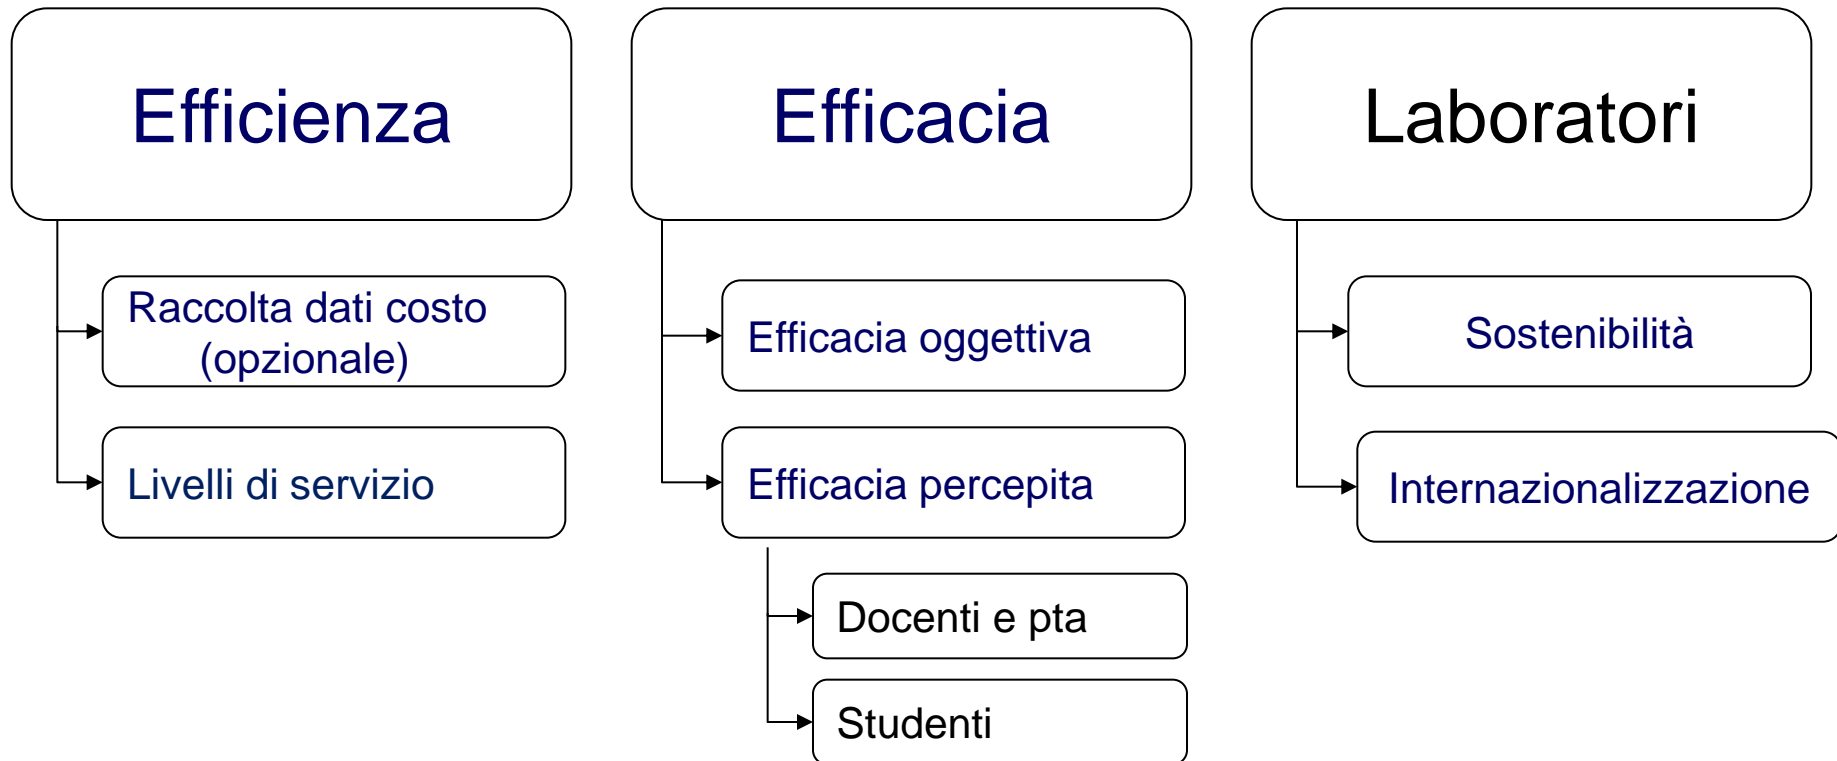 Efficienza
Raccolta dati costo
(opzionale)
Livelli di servizio
Efficacia
Efficacia oggettiva
Efficacia percepita
Docenti e pta
Studenti
Laboratori
Sostenibilità
Internazionalizzazione